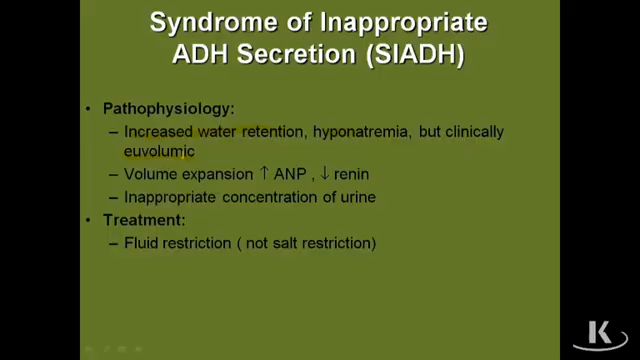 Syndrome of Inappropriate
ADH Secretion (SIADH)
• Pathophysiology:
– Increased water retention, hyponatremia, but clinically
euvolumic
– Volume expansion ↑ ANP , ↓ renin
– Inappropriate concentration of urine
• Treatment:
– Fluid restriction ( not salt restriction)
K